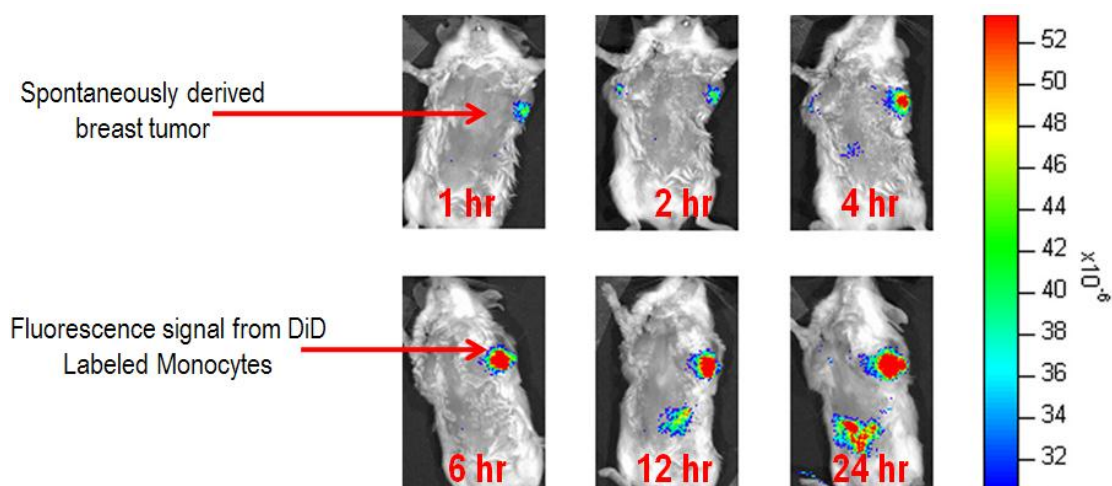 Spontaneously derived
breast tumor
1 hr
2 hr
4 hr
Fluorescence signal from DiD
Labeled Monocytes
6 hr
12 hr
24 hr
52
50
48
46
44
42
40
38
36
34
32
x10⁻⁶